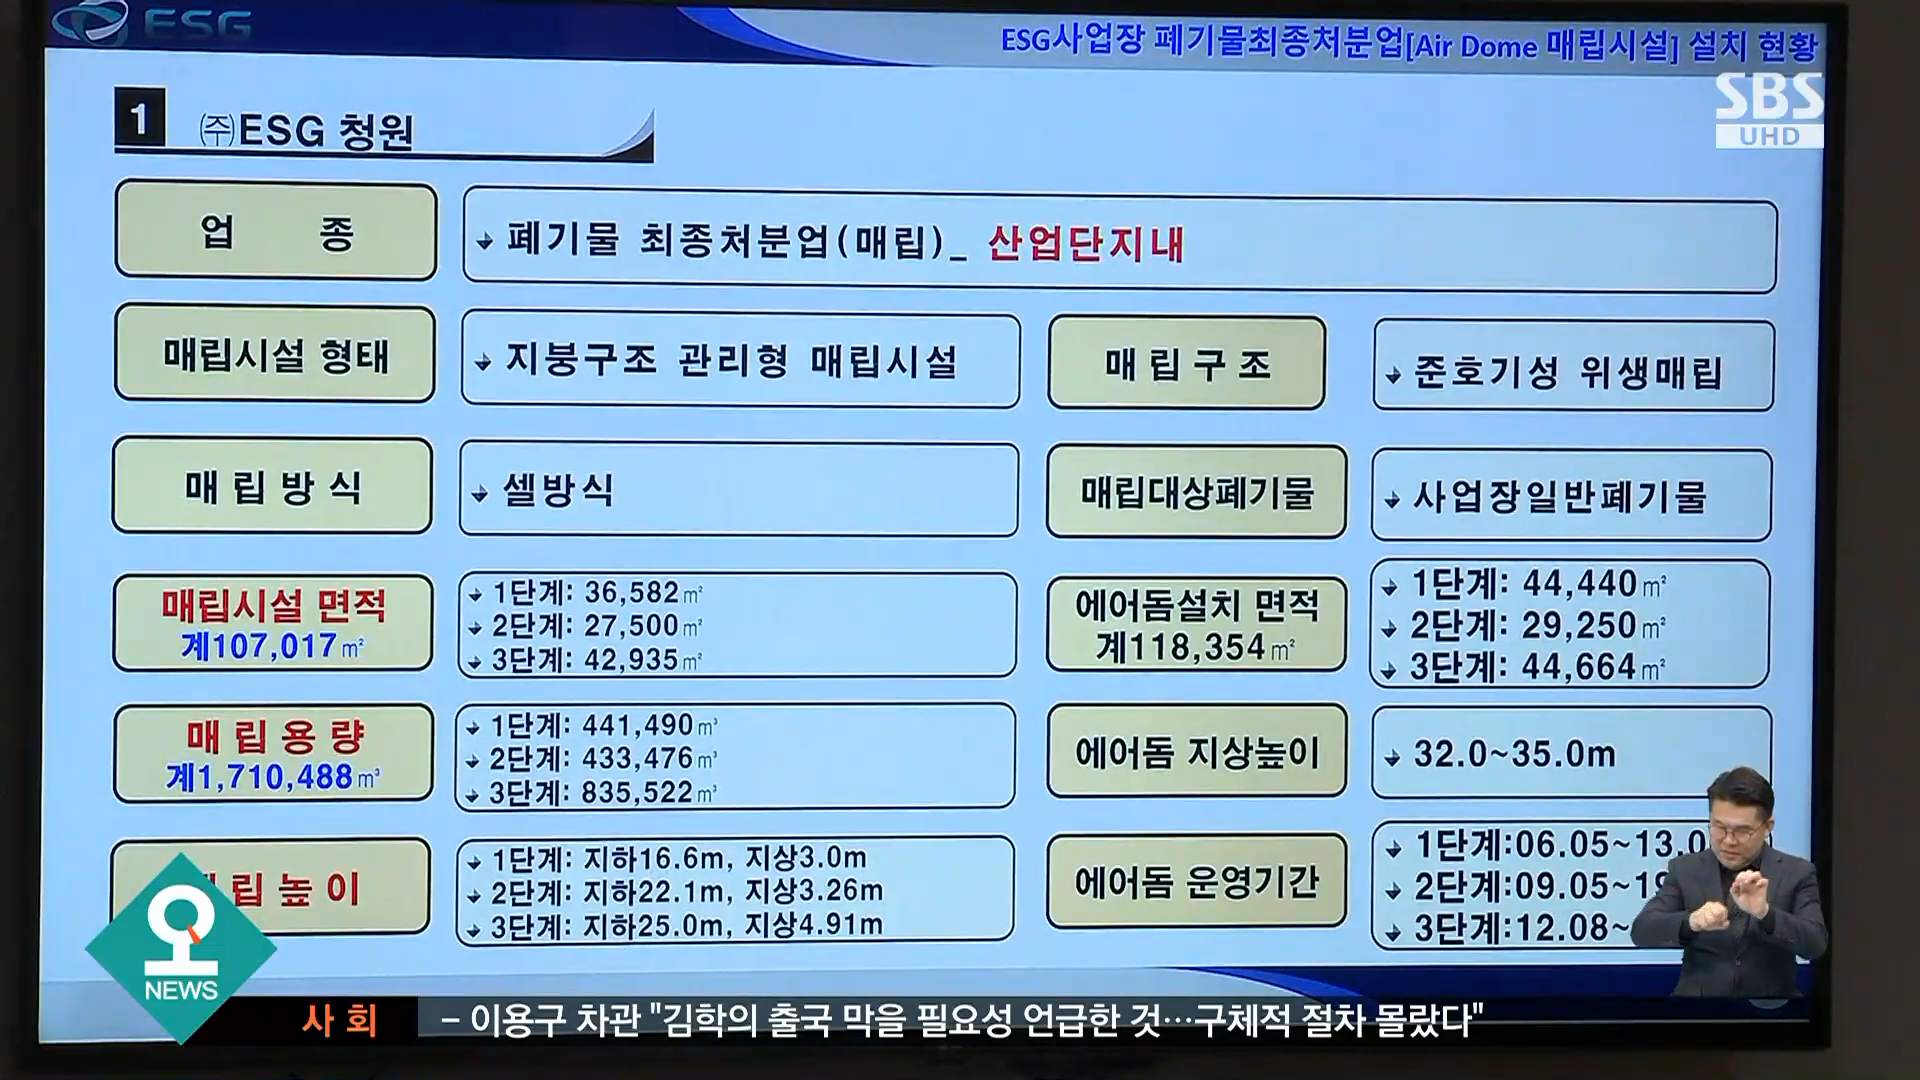 ESG
ESG사업장 폐기물최종처분업[Air Dome 매립시설] 설치 현황
SBS
UHD
1 ㈜ESG 청원
업 종
폐기물 최종처분업(매립)_ 산업단지내
매립시설 형태
지붕구조 관리형 매립시설
매립구조
준호기성 위생매립
매립방식
셀방식
매립대상폐기물
사업장일반폐기물
매립시설 면적
계107,017㎡
1단계: 36,582㎡
2단계: 27,500㎡
3단계: 42,935㎡
에어돔설치 면적
계118,354㎡
1단계: 44,440㎡
2단계: 29,250㎡
3단계: 44,664㎡
매립용량
계1,710,488㎥
1단계: 441,490㎥
2단계: 433,476㎥
3단계: 835,522㎥
에어돔 지상높이
32.0~35.0m
립높이
1단계: 지하16.6m, 지상3.0m
2단계: 지하22.1m, 지상3.26m
3단계: 지하25.0m, 지상4.91m
에어돔 운영기간
1단계:06.05~13.0
2단계:09.05~1
3단계:12.08~
오
NEWS
사회
- 이용구 차관 "김학의 출국 막을 필요성 언급한 것…구체적 절차 몰랐다"